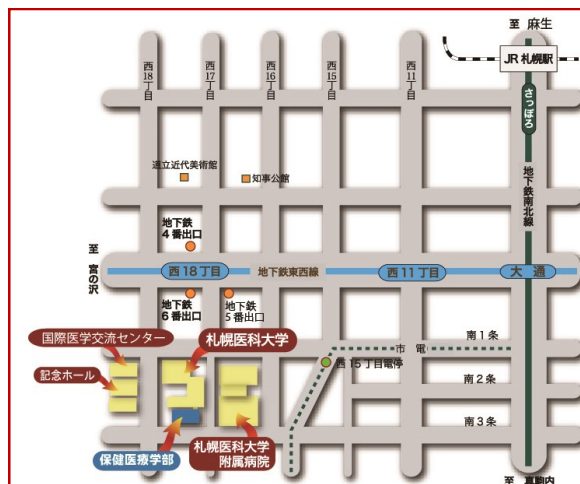 至 麻生
JR 札幌駅
西18丁目
西17丁目
西16丁目
西15丁目
西11丁目
さっぽろ
道立近代美術館
知事公館
地下鉄南北線
地下鉄
4番出口
至 宮の沢
西18丁目
地下鉄東西線
西11丁目
大通
地下鉄
6番出口
地下鉄
5番出口
国際医学交流センター
札幌医科大学
市 電
南1条
西15丁目電停
記念ホール
南2条
南3条
保健医療学部
札幌医科大学
附属病院
至 真駒内